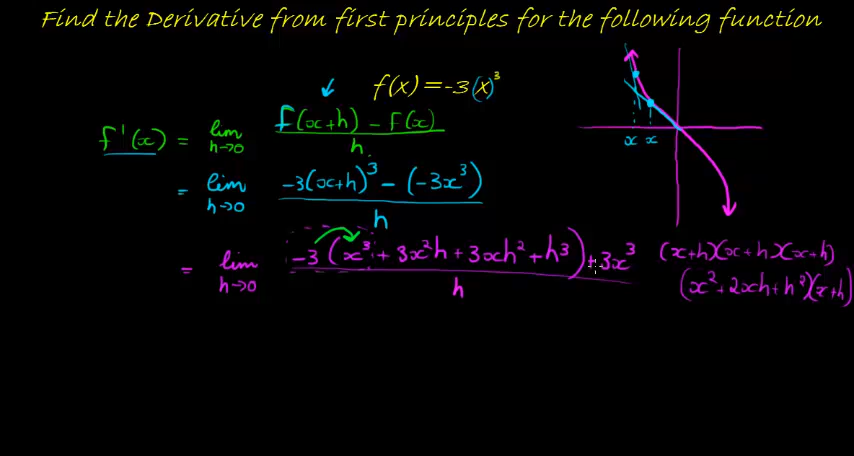 Find the Derivative from first principles for the following function
f(x) = -3(x)³
f'(x) = lim h→0 f(x+h) - f(x) / h
= lim h→0 -3(x+h)³ - (-3x³) / h
x x
= lim h→0 -3(x³ + 3x²h + 3xh² + h³) + 3x³ / h
(x+h)(x+h)(x+h)
(x² + 2xh + h²)(x+h)